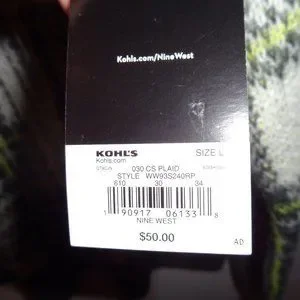 Kohls.com/NineWest
KOHL'S SIZE L
Kohls.com
030 CS PLAID
STYLE WW93S240RP
610 30 34
1 90917 06133 8
NINE WEST
$50.00 AD